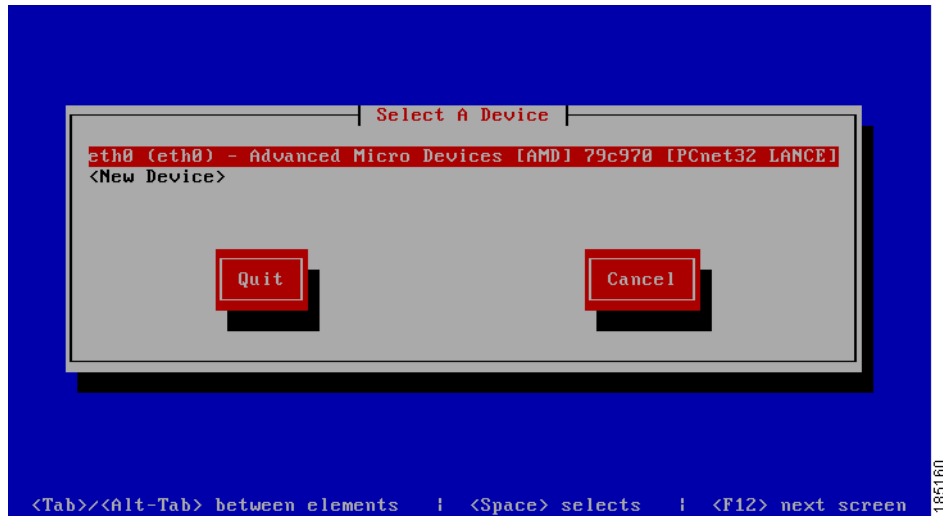 Select A Device
eth0 (eth0) - Advanced Micro Devices [AMD] 79c970 [PCnet32 LANCE]
<New Device>
Quit Cancel
<Tab>/<Alt-Tab> between elements | <Space> selects | <F12> next screen
185160